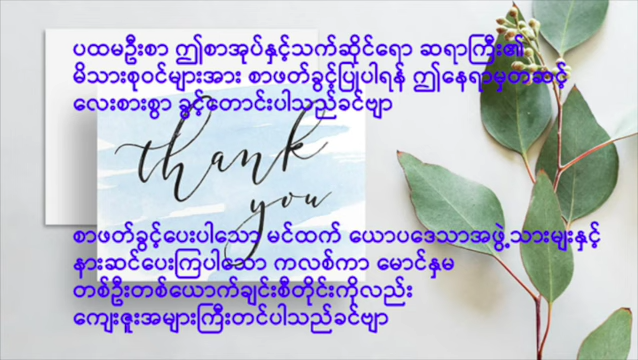 ပထမဦးစာ ဤစာအုပ်နှင့်သက်ဆိုင်ရော ဆရာကြီး၏
မိသားစုဝင်များအား စာဖတ်ခွင့်ပြုပါရန် ဤနေရာမှတဆင့်
လေးစားစွာ ခွင့်တောင်းပါသည်ခင်ဗျာ
thank
you
စာဖတ်ခွင့်ပေးပါသော မင်ထက် ယောပဒေသာအဖွဲ့သားမျးနှင့်
နားဆင်ပေးကြပါသော ကလစ်ကာ မောင်နှမ
တစ်ဦးတစ်ယောက်ချင်းစီတိုင်းကိုလည်း
ကျေးဇူးအများကြီးတင်ပါသည်ခင်ဗျာ